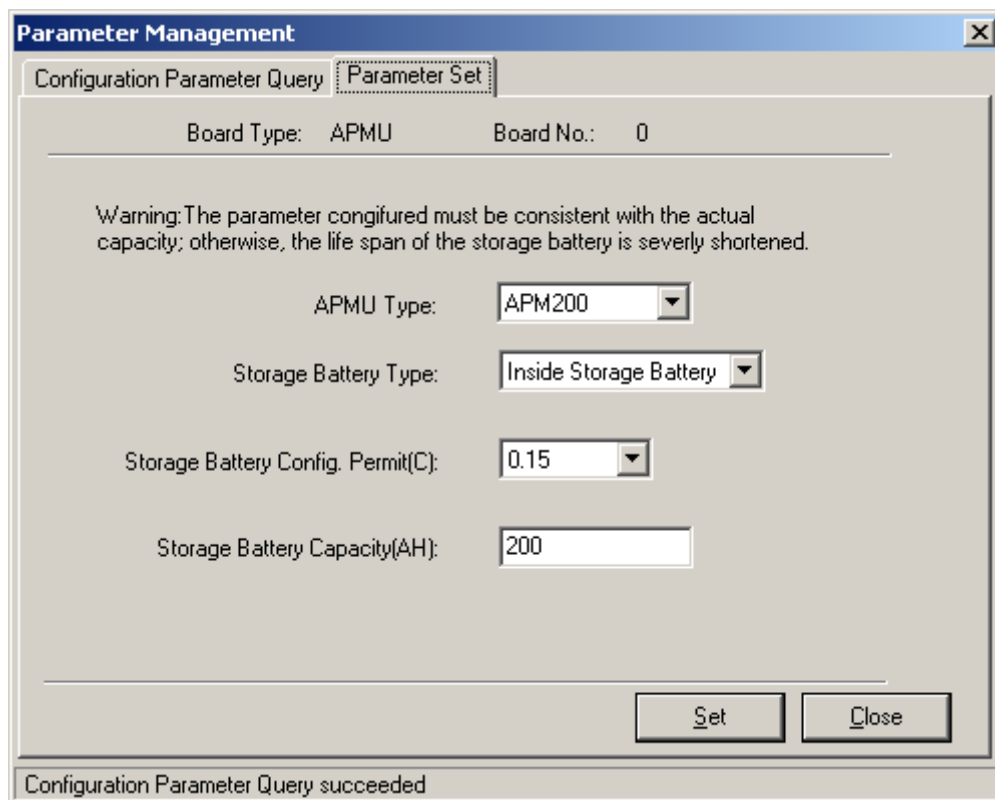 Parameter Management
Configuration Parameter Query Parameter Set
Board Type: APMU Board No.: 0
Warning:The parameter congifured must be consistent with the actual
capacity; otherwise, the life span of the storage battery is severly shortened.
APMU Type: APM200
Storage Battery Type: Inside Storage Battery
Storage Battery Config. Permit(C): 0.15
Storage Battery Capacity(AH): 200
Set Close
Configuration Parameter Query succeeded